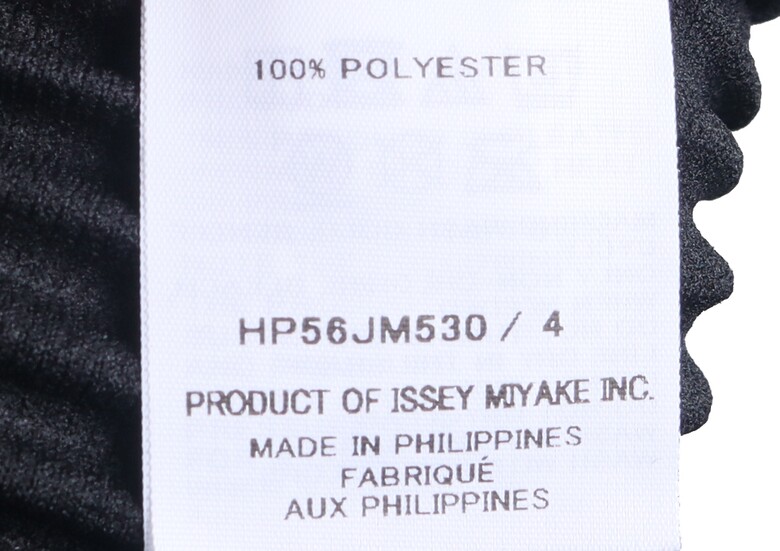 100% POLYESTER
HP56JM530 / 4
PRODUCT OF ISSEY MIYAKE INC.
MADE IN PHILIPPINES
FABRIQUÉ
AUX PHILIPPINES